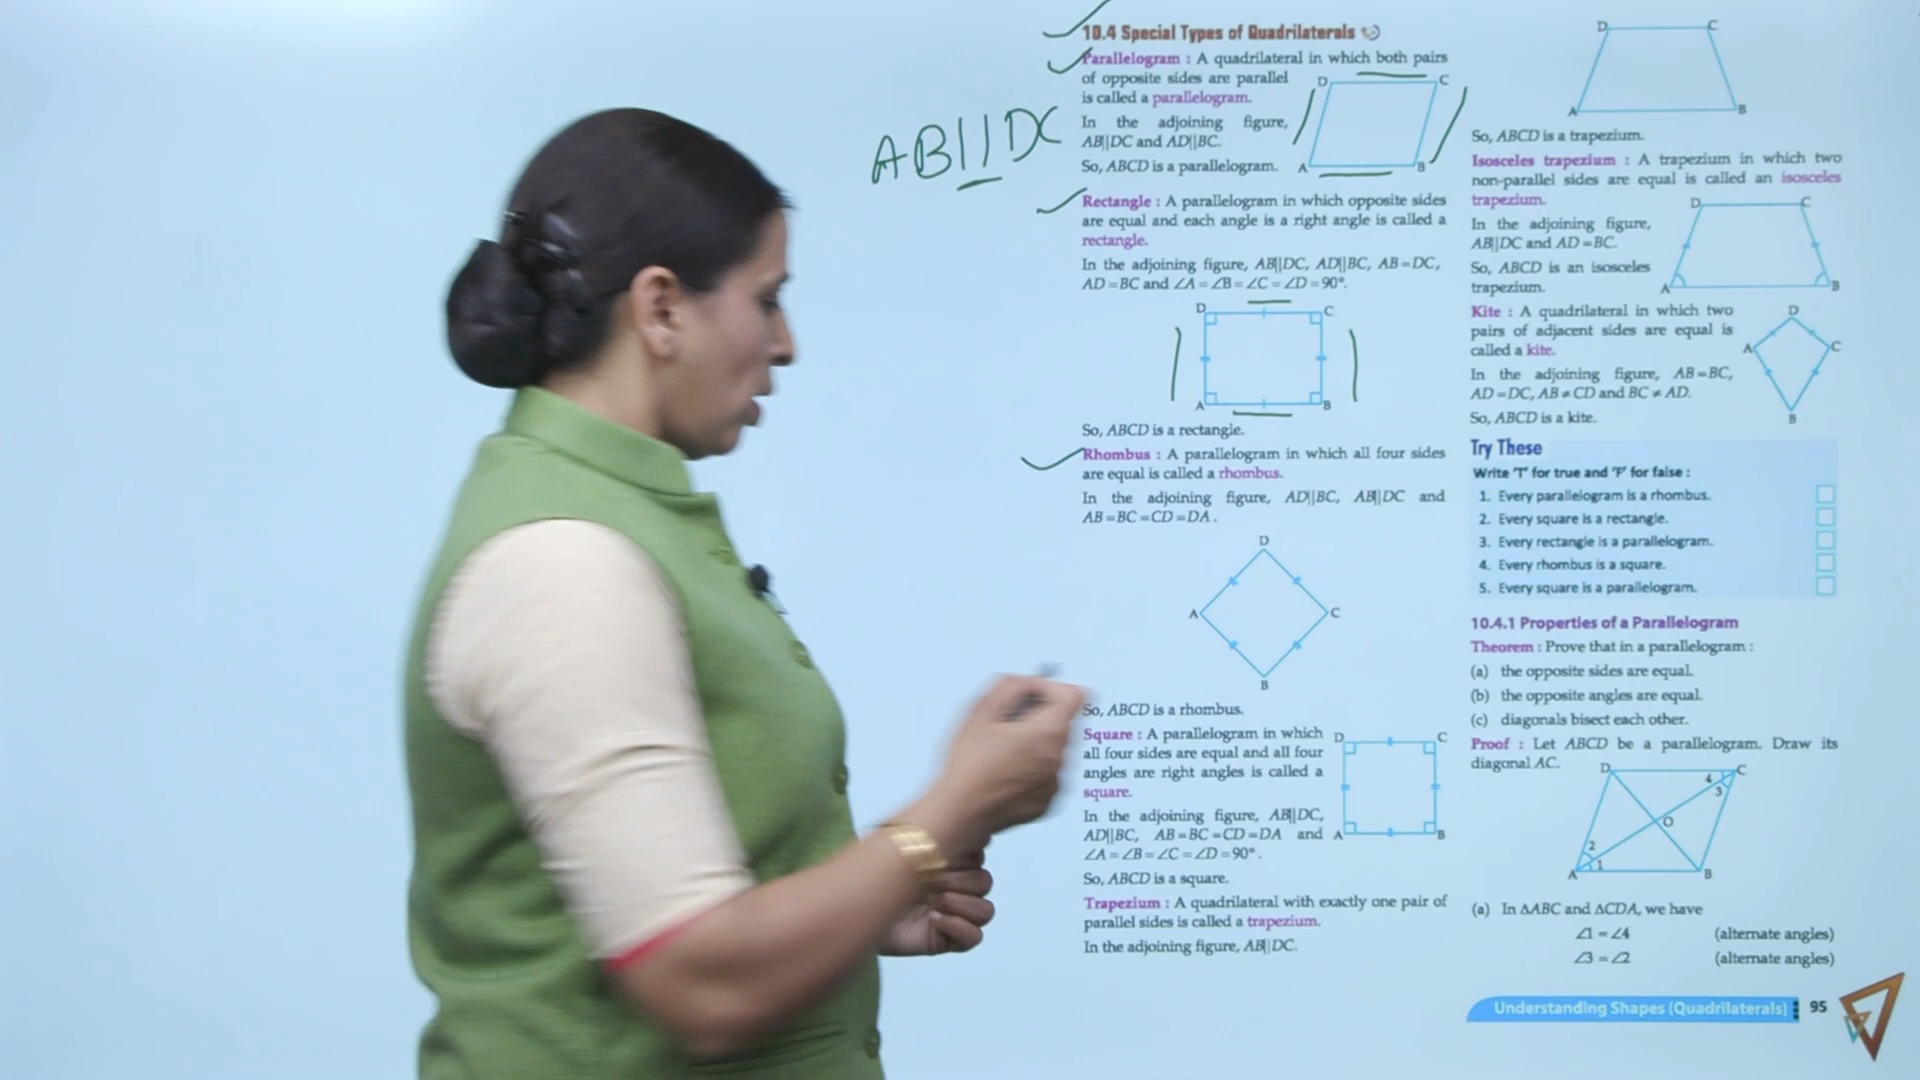 AB||DC
10.4 Special Types of Quadrilaterals
Parallelogram : A quadrilateral in which both pairs
of opposite sides are parallel
is called a parallelogram.
In the adjoining figure,
AB||DC and AD||BC.
So, ABCD is a parallelogram.
D C
A B
Rectangle : A parallelogram in which opposite sides
are equal and each angle is a right angle is called a
rectangle.
In the adjoining figure, AB||DC, AD||BC, AB=DC,
AD=BC and ∠A=∠B=∠C=∠D=90°.
D C
A B
So, ABCD is a rectangle.
Rhombus : A parallelogram in which all four sides
are equal is called a rhombus.
In the adjoining figure, AD||BC, AB||DC and
AB=BC=CD=DA.
D
A C
B
So, ABCD is a rhombus.
Square : A parallelogram in which
all four sides are equal and all four
angles are right angles is called a
square.
In the adjoining figure, AB||DC,
AD||BC, AB=BC=CD=DA and
∠A=∠B=∠C=∠D=90°.
D C
A B
So, ABCD is a square.
Trapezium : A quadrilateral with exactly one pair of
parallel sides is called a trapezium.
In the adjoining figure, AB||DC.
D C
A B
So, ABCD is a trapezium.
Isosceles trapezium : A trapezium in which two
non-parallel sides are equal is called an isosceles
trapezium.
In the adjoining figure,
AB||DC and AD=BC.
So, ABCD is an isosceles
trapezium.
D C
A B
Kite : A quadrilateral in which two
pairs of adjacent sides are equal is
called a kite.
In the adjoining figure, AB=BC,
AD=DC, AB≠CD and BC≠AD.
So, ABCD is a kite.
D
A C
B
Try These
Write 'T' for true and 'F' for false :
1. Every parallelogram is a rhombus.
2. Every square is a rectangle.
3. Every rectangle is a parallelogram.
4. Every rhombus is a square.
5. Every square is a parallelogram.
10.4.1 Properties of a Parallelogram
Theorem : Prove that in a parallelogram :
(a) the opposite sides are equal.
(b) the opposite angles are equal.
(c) diagonals bisect each other.
Proof : Let ABCD be a parallelogram. Draw its
diagonal AC.
D 4 C
3
O
2
A 1 B
(a) In ΔABC and ΔCDA, we have
∠1=∠4 (alternate angles)
∠3=∠2 (alternate angles)
Understanding Shapes (Quadrilaterals) 95